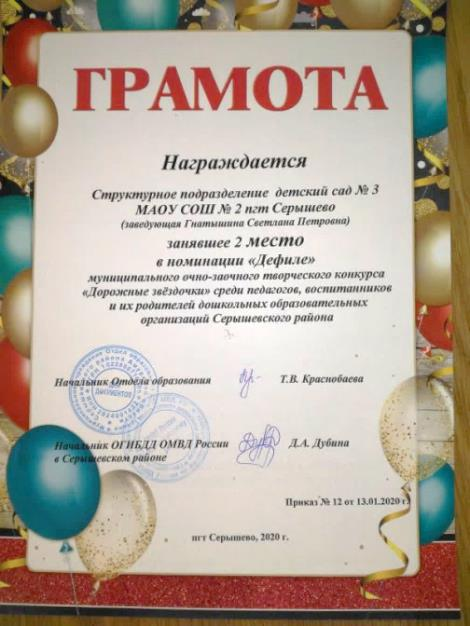 ГРАМОТА
Награждается
Структурное подразделение детский сад № 3
МАОУ СОШ № 2 пгт Серышево
(заведующая Гнатышина Светлана Петровна)
занявшее 2 место
в номинации «Дефиле»
муниципального очно-заочного творческого конкурса
«Дорожные звёздочки» среди педагогов, воспитанников
и их родителей дошкольных образовательных
организаций Серышевского района
Начальник Отдела образования Т.В. Краснобаева
ДОКУМЕНТОВ
Начальник ОГИБДД ОМВД России Д.А. Дубина
в Серышевском районе
Приказ № 12 от 13.01.2020 г.
пгт Серышево, 2020 г.